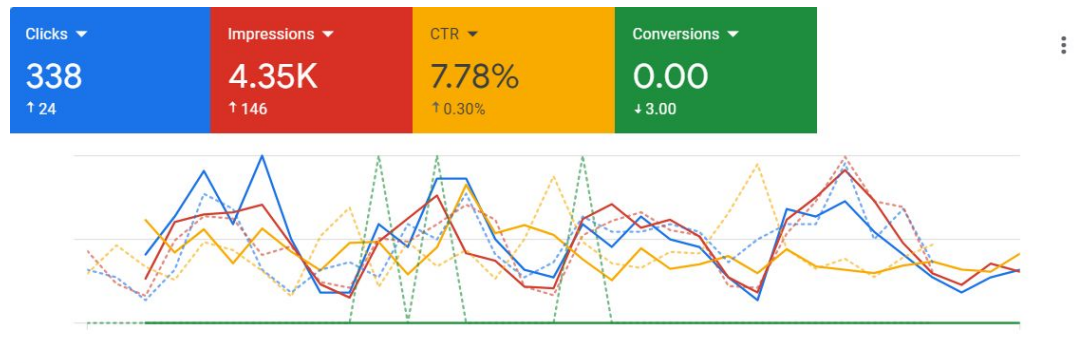 Clicks
338
↑ 24
Impressions
4.35K
↑ 146
CTR
7.78%
↑ 0.30%
Conversions
0.00
↓ 3.00